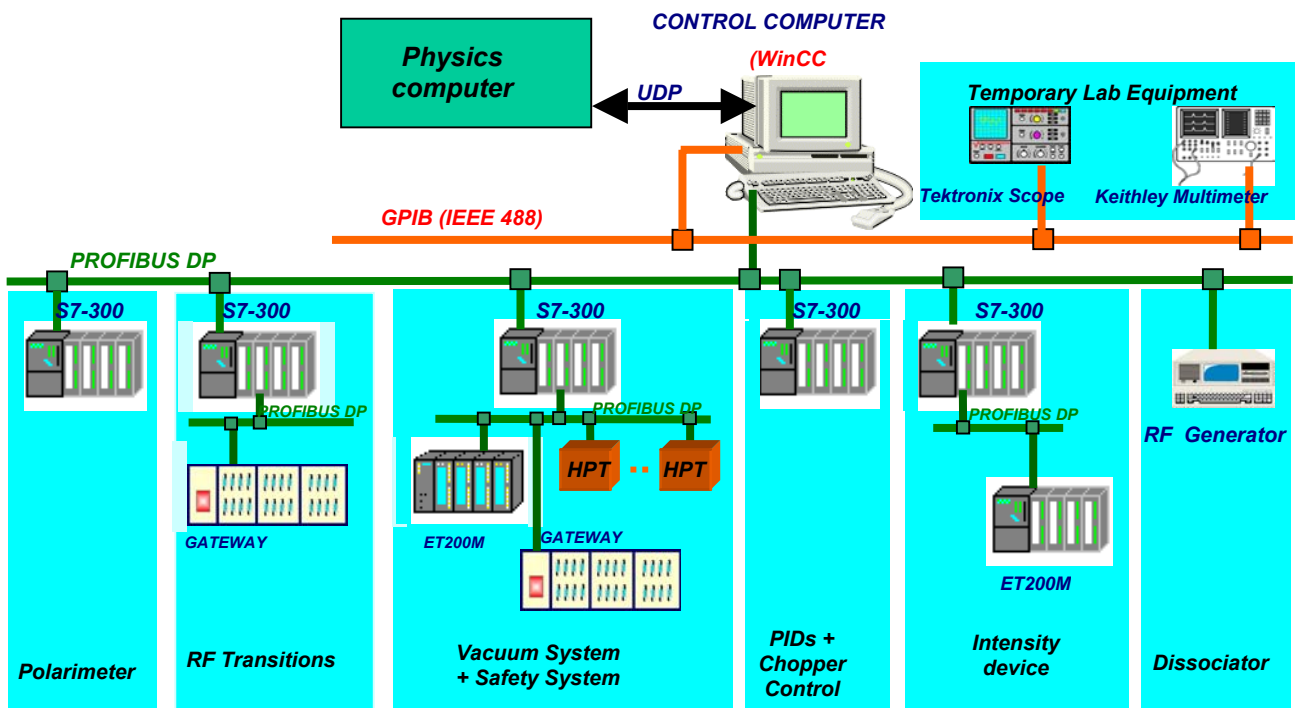 CONTROL COMPUTER
(WinCC
Physics
computer
UDP
Temporary Lab Equipment
Tektronix Scope
Keithley Multimeter
GPIB (IEEE 488)
PROFIBUS DP
S7-300
S7-300
S7-300
S7-300
S7-300
PROFIBUS DP
PROFIBUS DP
PROFIBUS DP
RF Generator
HPT
HPT
GATEWAY
ET200M
GATEWAY
ET200M
Polarimeter
RF Transitions
Vacuum System
+ Safety System
PIDs +
Chopper
Control
Intensity
device
Dissociator